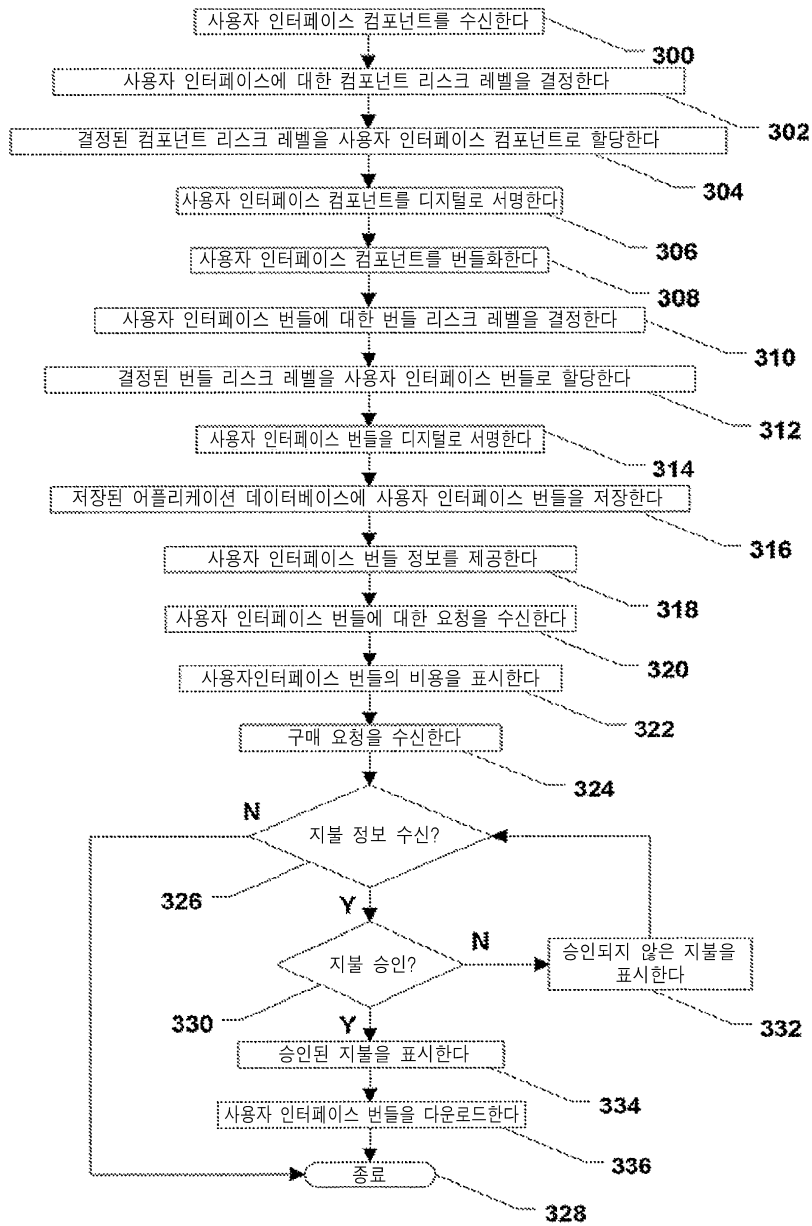 사용자 인터페이스 컴포넌트를 수신한다
300
사용자 인터페이스에 대한 컴포넌트 리스크 레벨을 결정한다
302
결정된 컴포넌트 리스크 레벨을 사용자 인터페이스 컴포넌트로 할당한다
304
사용자 인터페이스 컴포넌트를 디지털로 서명한다
306
사용자 인터페이스 컴포넌트를 번들화한다
308
사용자 인터페이스 번들에 대한 번들 리스크 레벨을 결정한다
310
결정된 번들 리스크 레벨을 사용자 인터페이스 번들로 할당한다
312
사용자 인터페이스 번들을 디지털로 서명한다
314
저장된 어플리케이션 데이터베이스에 사용자 인터페이스 번들을 저장한다
316
사용자 인터페이스 번들 정보를 제공한다
318
사용자 인터페이스 번들에 대한 요청을 수신한다
320
사용자인터페이스 번들의 비용을 표시한다
322
구매 요청을 수신한다
324
N
지불 정보 수신?
326
Y
지불 승인?
N
승인되지 않은 지불을
표시한다
330
332
Y
승인된 지불을 표시한다
334
사용자 인터페이스 번들을 다운로드한다
336
종료
328